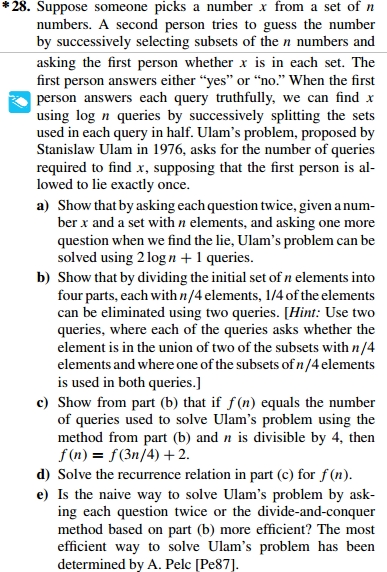 *28. Suppose someone picks a number x from a set of n
numbers. A second person tries to guess the number
by successively selecting subsets of the n numbers and
asking the first person whether x is in each set. The
first person answers either “yes” or “no.” When the first
person answers each query truthfully, we can find x
using log n queries by successively splitting the sets
used in each query in half. Ulam’s problem, proposed by
Stanislaw Ulam in 1976, asks for the number of queries
required to find x, supposing that the first person is al-
lowed to lie exactly once.
a) Show that by asking each question twice, given a num-
ber x and a set with n elements, and asking one more
question when we find the lie, Ulam’s problem can be
solved using 2 log n + 1 queries.
b) Show that by dividing the initial set of n elements into
four parts, each with n/4 elements, 1/4 of the elements
can be eliminated using two queries. [Hint: Use two
queries, where each of the queries asks whether the
element is in the union of two of the subsets with n/4
elements and where one of the subsets of n/4 elements
is used in both queries.]
c) Show from part (b) that if f(n) equals the number
of queries used to solve Ulam’s problem using the
method from part (b) and n is divisible by 4, then
f(n) = f(3n/4) + 2.
d) Solve the recurrence relation in part (c) for f(n).
e) Is the naive way to solve Ulam’s problem by ask-
ing each question twice or the divide-and-conquer
method based on part (b) more efficient? The most
efficient way to solve Ulam’s problem has been
determined by A. Pelc [Pe87].